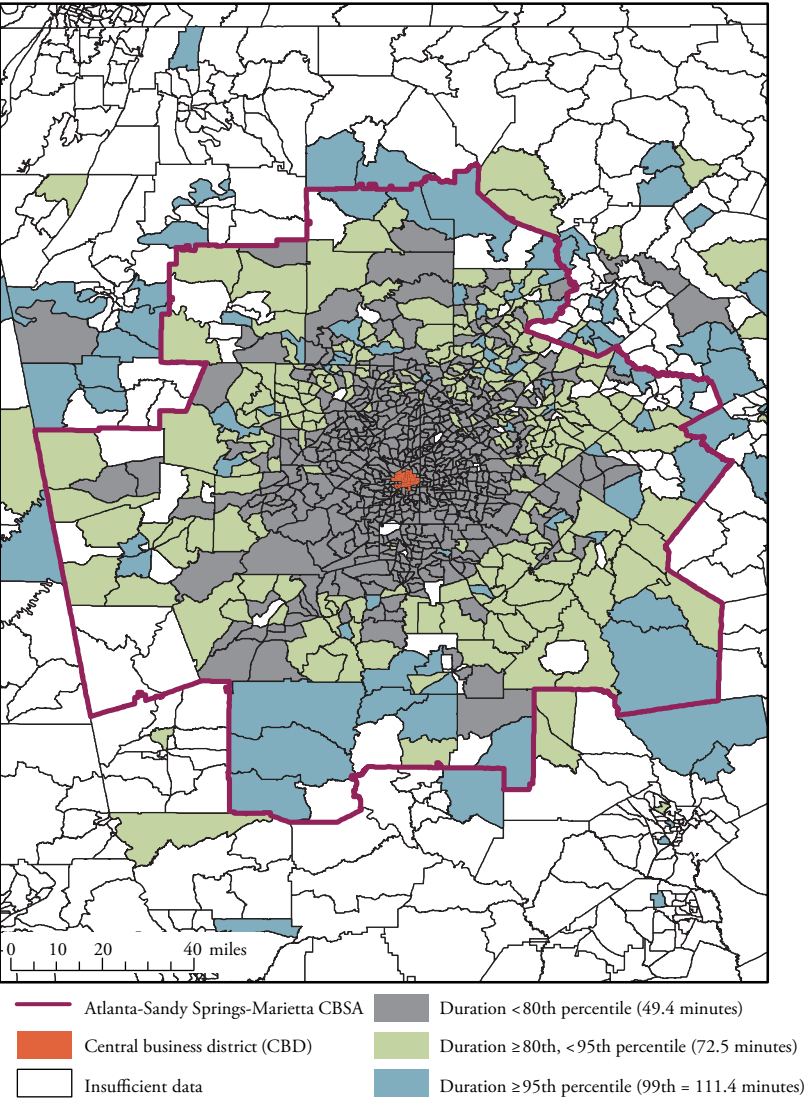 0 10 20 40 miles
Atlanta-Sandy Springs-Marietta CBSA
Central business district (CBD)
Insufficient data
Duration <80th percentile (49.4 minutes)
Duration ≥80th, <95th percentile (72.5 minutes)
Duration ≥95th percentile (99th = 111.4 minutes)